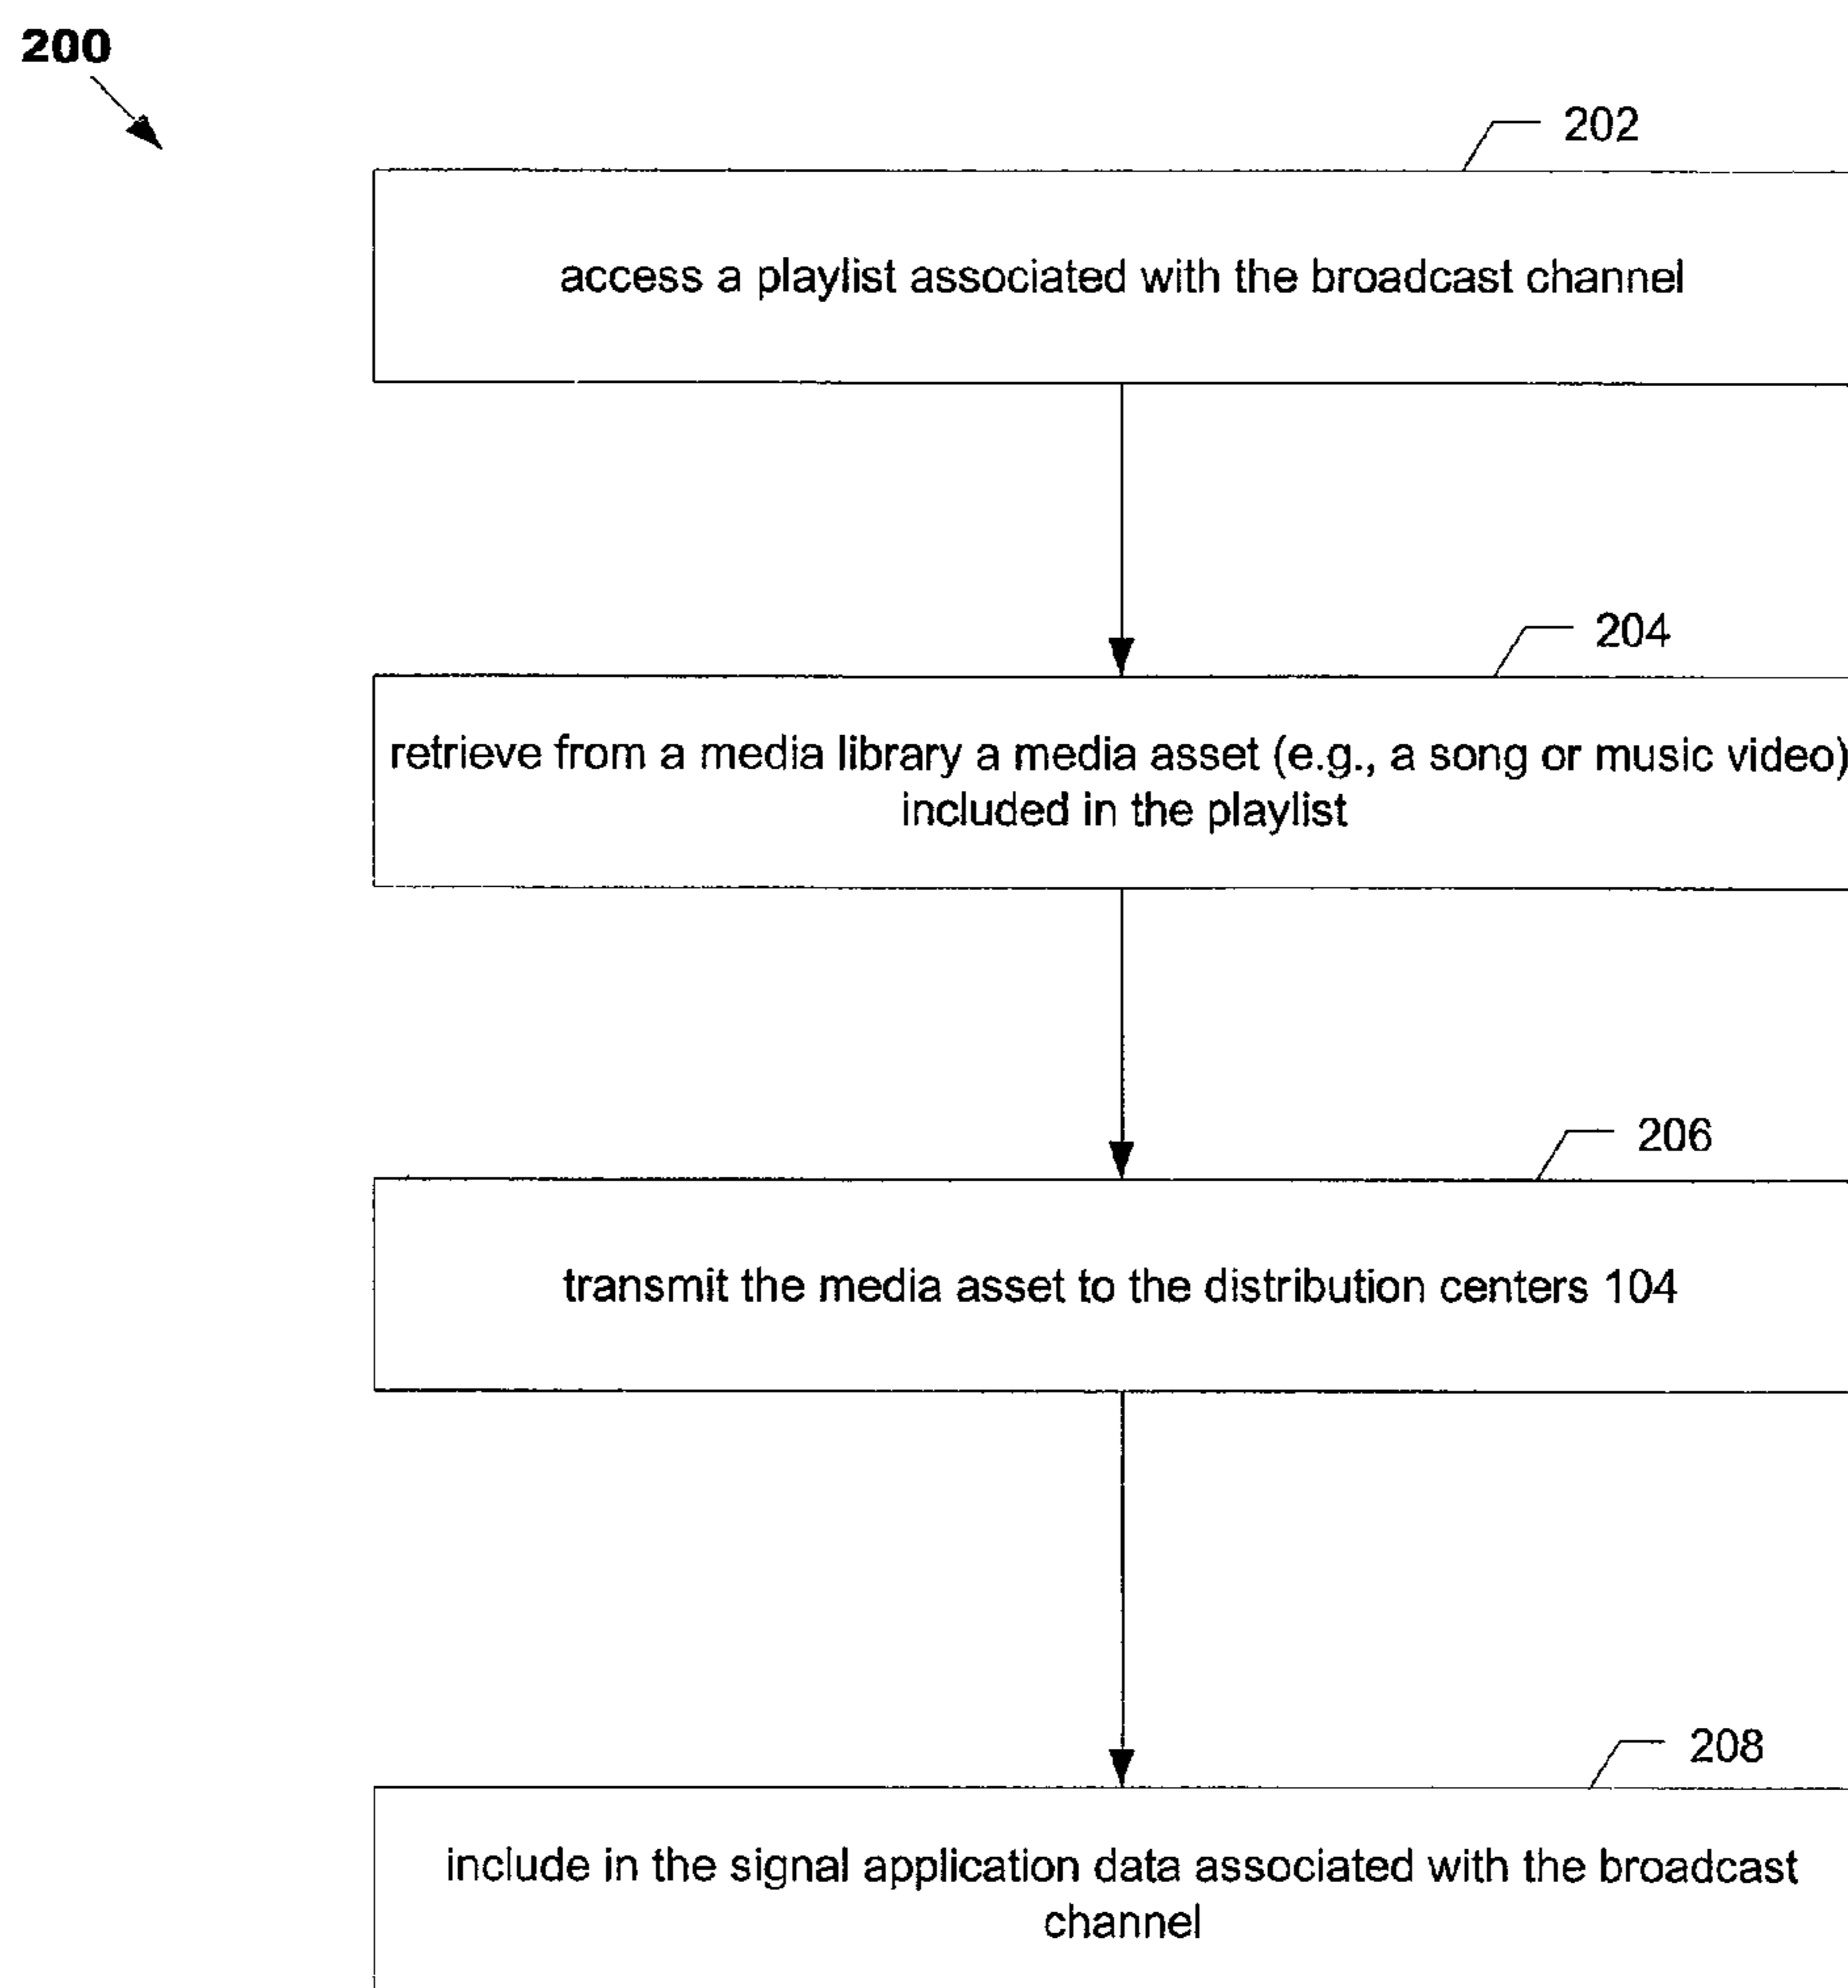 200
202
access a playlist associated with the broadcast channel
204
retrieve from a media library a media asset (e.g., a song or music video)
included in the playlist
206
transmit the media asset to the distribution centers 104
208
include in the signal application data associated with the broadcast
channel